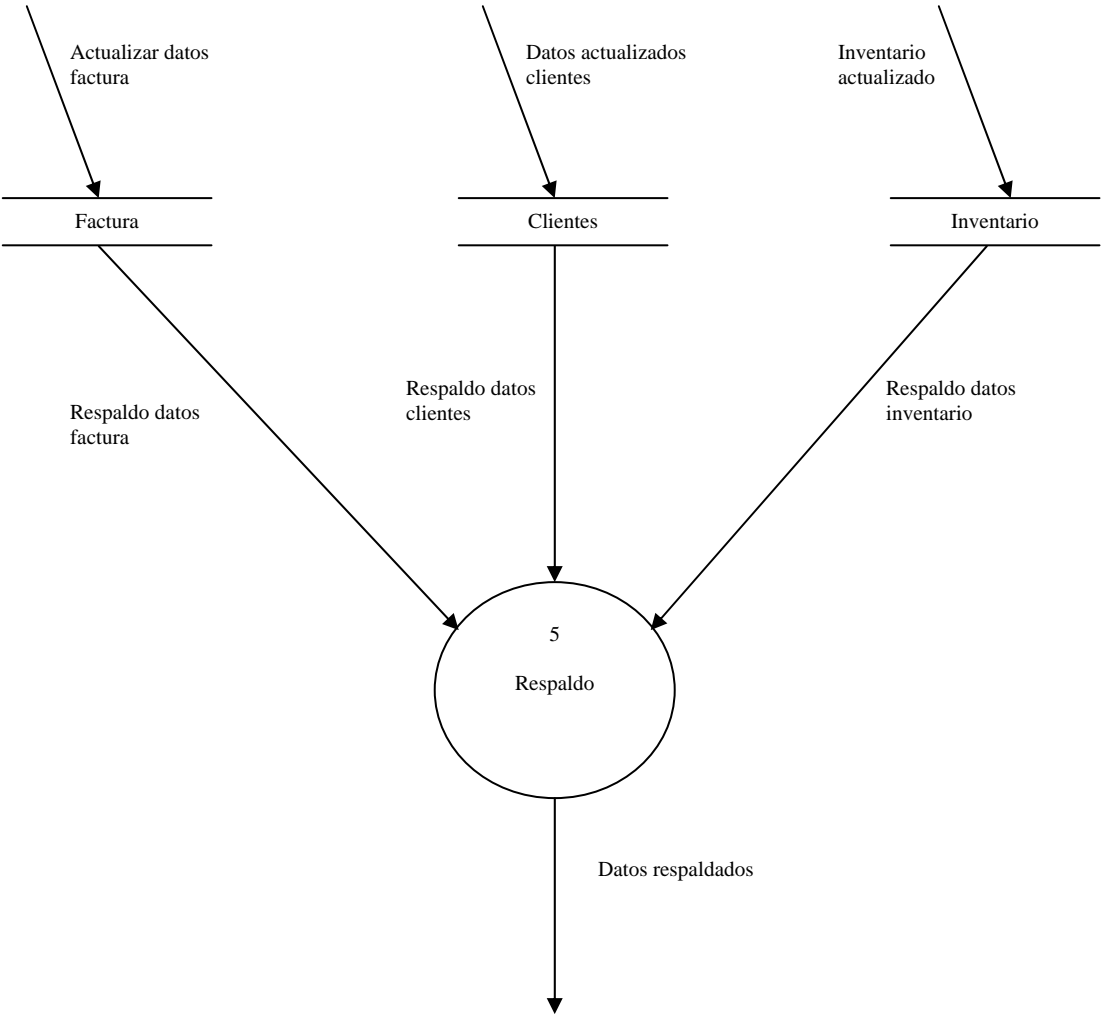 Actualizar datos
factura
Datos actualizados
clientes
Inventario
actualizado
Factura
Clientes
Inventario
Respaldo datos
factura
Respaldo datos
clientes
Respaldo datos
inventario
5
Respaldo
Datos respaldados